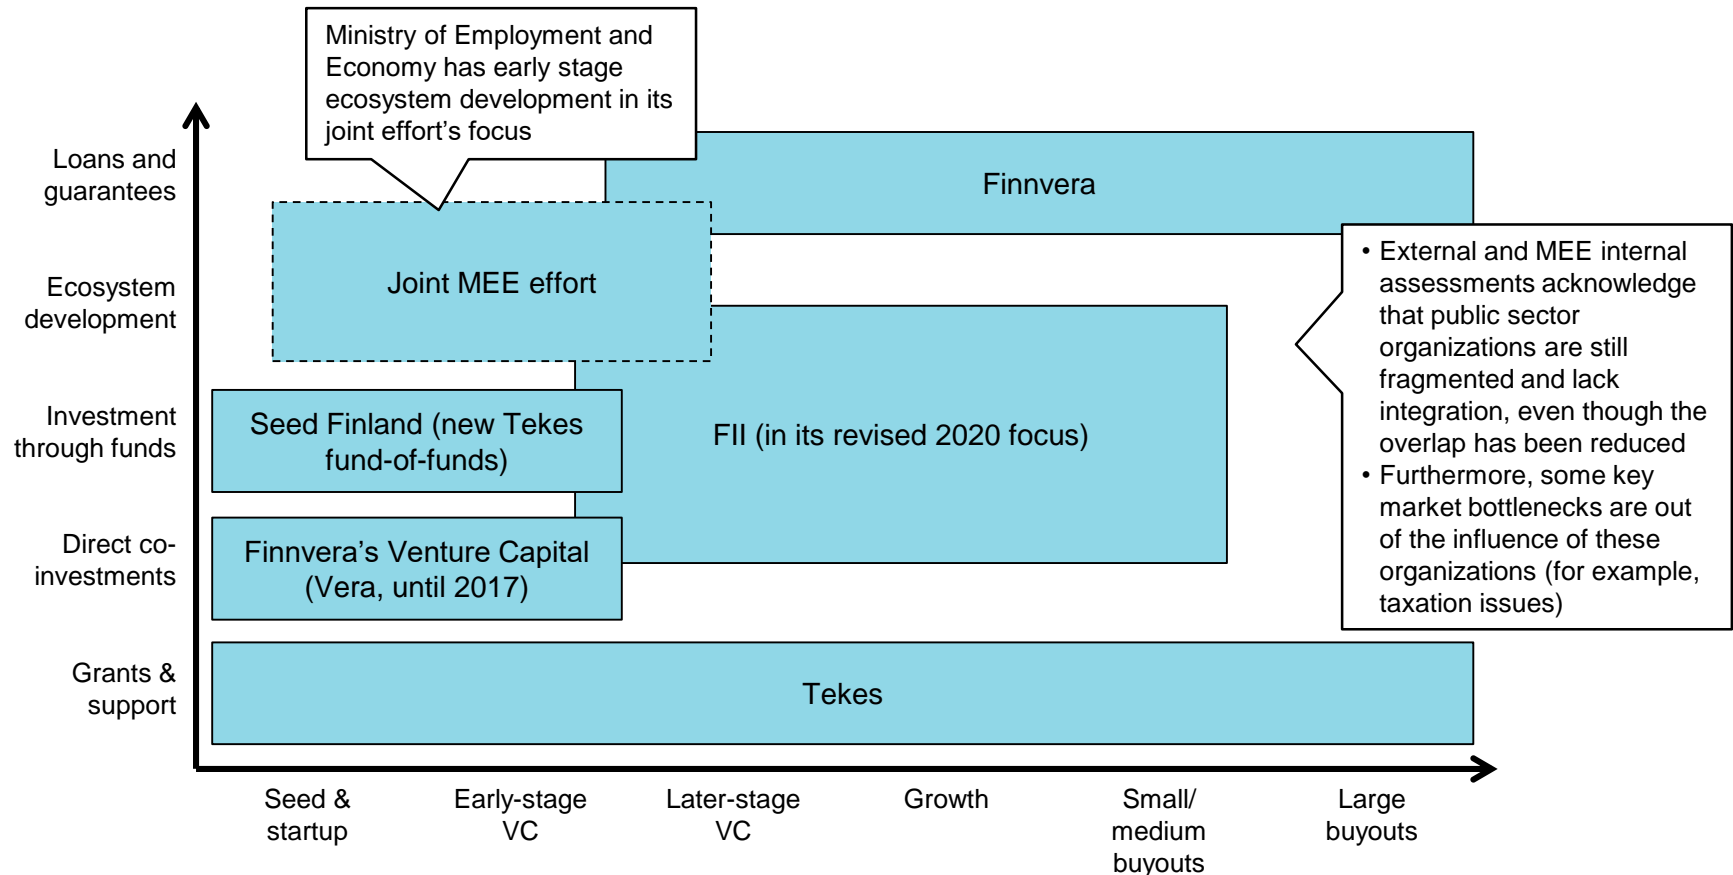 Ministry of Employment and
Economy has early stage
ecosystem development in its
joint effort’s focus
Loans and
guarantees
Finnvera
Joint MEE effort
Ecosystem
development
• External and MEE internal
assessments acknowledge
that public sector
organizations are still
fragmented and lack
integration, even though the
overlap has been reduced
• Furthermore, some key
market bottlenecks are out
of the influence of these
organizations (for example,
taxation issues)
Investment
through funds
Seed Finland (new Tekes
fund-of-funds)
FII (in its revised 2020 focus)
Direct co-
investments
Finnvera’s Venture Capital
(Vera, until 2017)
Grants &
support
Tekes
Seed &
startup
Early-stage
VC
Later-stage
VC
Growth
Small/
medium
buyouts
Large
buyouts